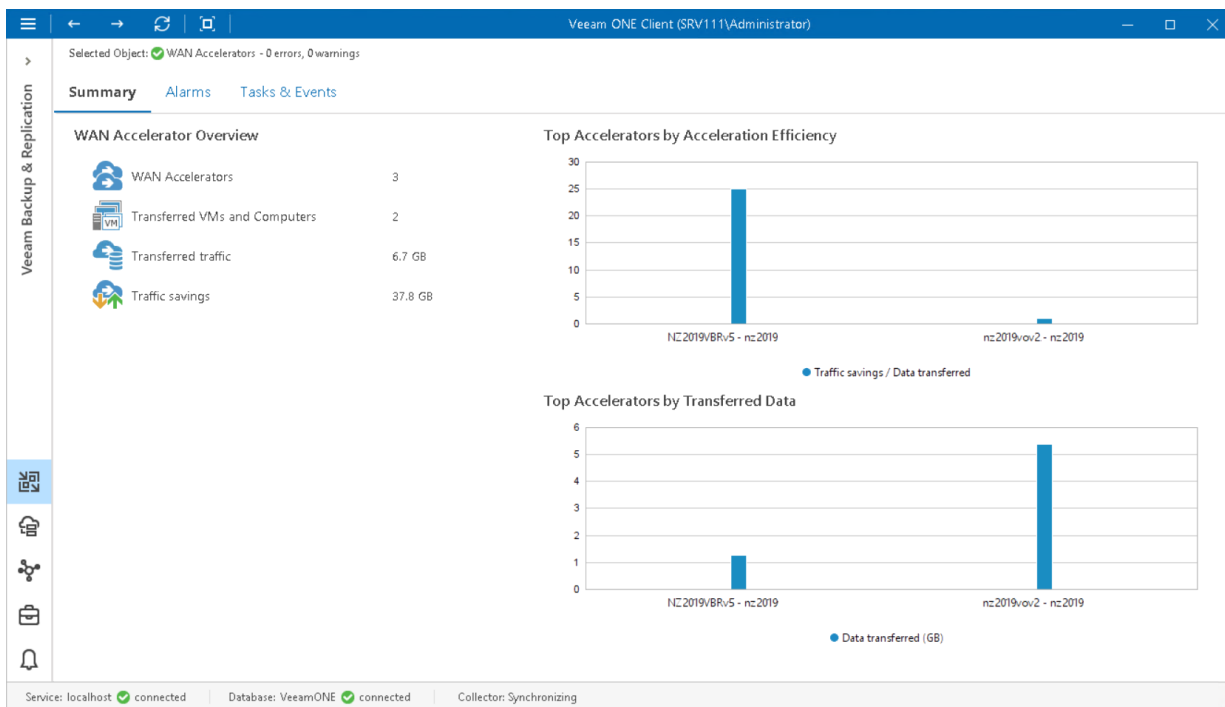 Veeam ONE Client (SRV111\Administrator)
Selected Object: WAN Accelerators - 0 errors, 0 warnings
Veeam Backup & Replication
Summary Alarms Tasks & Events
WAN Accelerator Overview
WAN Accelerators 3
VM
Transferred VMs and Computers 2
Transferred traffic 6.7 GB
Traffic savings 37.8 GB
Top Accelerators by Acceleration Efficiency
30
25
20
15
10
5
0
NZ2019VBRv5 - nz2019 nz2019vov2 - nz2019
Traffic savings / Data transferred
Top Accelerators by Transferred Data
6
5
4
3
2
1
0
NZ2019VBRv5 - nz2019 nz2019vov2 - nz2019
Data transferred (GB)
Service: localhost connected Database: VeeamONE connected Collector: Synchronizing